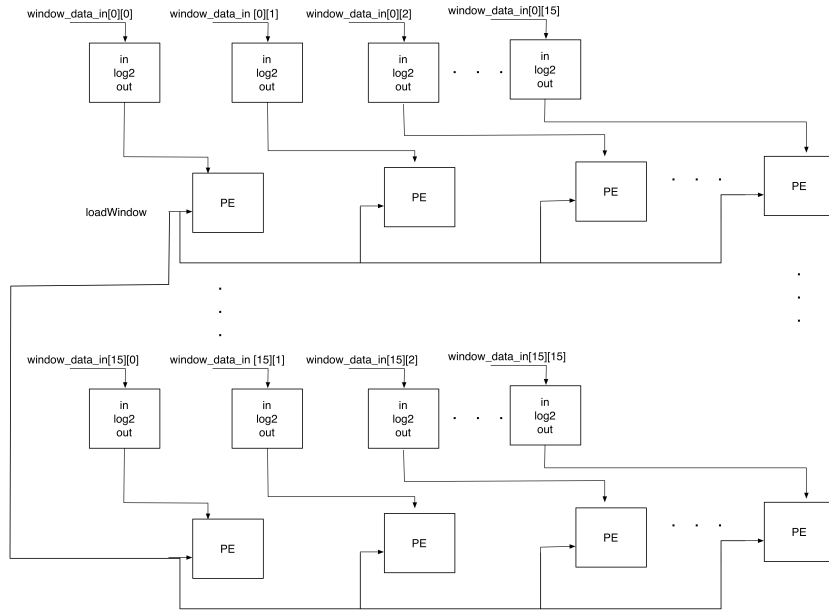 window_data_in[0][0]
window_data_in [0][1]
window_data_in[0][2]
window_data_in[0][15]
in
log2
out
in
log2
out
in
log2
out
. . .
in
log2
out
PE
PE
PE
. . .
PE
loadWindow
window_data_in[15][0]
window_data_in [15][1]
window_data_in[15][2]
window_data_in[15][15]
in
log2
out
in
log2
out
in
log2
out
. . .
in
log2
out
PE
PE
PE
. . .
PE